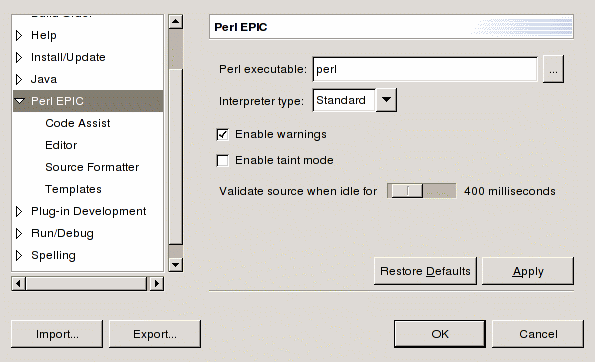 Build Order
Help
Install/Update
Java
Perl EPIC
Code Assist
Editor
Source Formatter
Templates
Plug-in Development
Run/Debug
Spelling
Perl EPIC
Perl executable: perl ...
Interpreter type: Standard
Enable warnings
Enable taint mode
Validate source when idle for 400 milliseconds
Restore Defaults Apply
Import... Export... OK Cancel